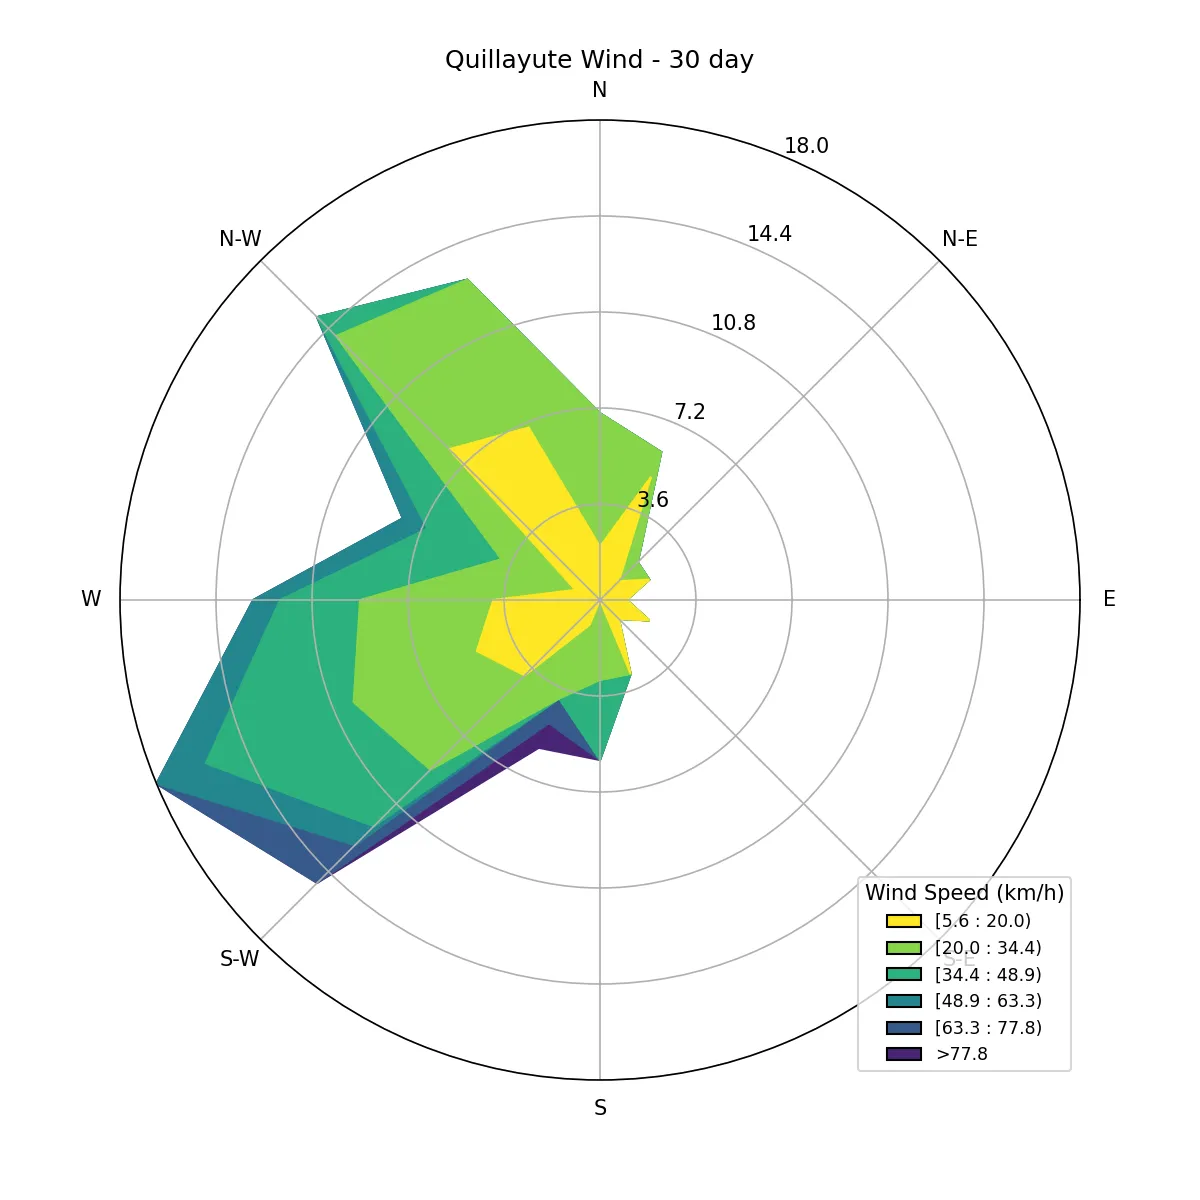 Quillayute Wind - 30 day
N
18.0
14.4
N-W
N-E
10.8
7.2
3.6
W
E
Wind Speed (km/h)
[5.6 : 20.0)
[20.0 : 34.4)
S-W
S-E
[34.4 : 48.9)
[48.9 : 63.3)
[63.3 : 77.8)
>77.8
S